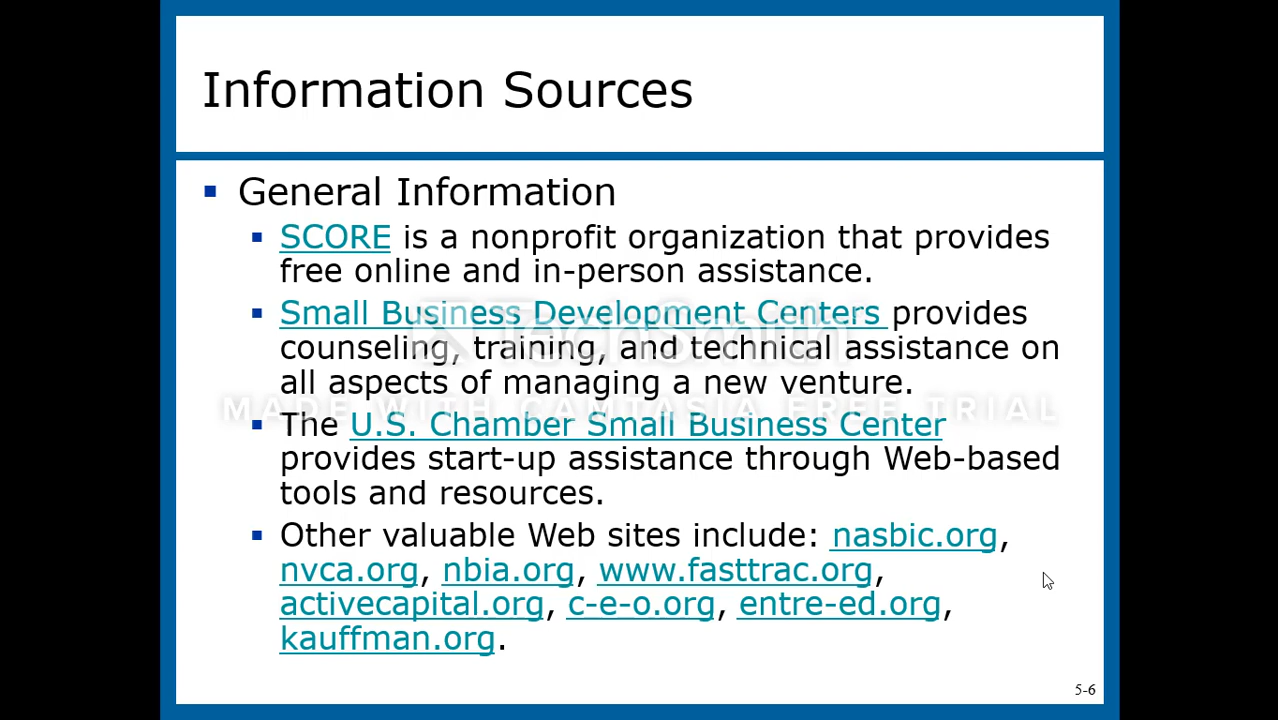 Information Sources
General Information
SCORE is a nonprofit organization that provides
free online and in-person assistance.
Small Business Development Centers provides
counseling, training, and technical assistance on
all aspects of managing a new venture.
TechSmith
MADE WITH CAMTASIA FREE TRIAL
The U.S. Chamber Small Business Center
provides start-up assistance through Web-based
tools and resources.
Other valuable Web sites include: nasbic.org,
nvca.org, nbia.org, www.fasttrac.org,
activecapital.org, c-e-o.org, entre-ed.org,
kauffman.org.
5-6